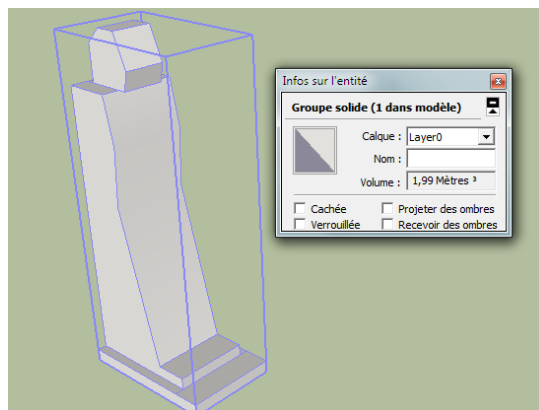 Infos sur l'entité
Groupe solide (1 dans modèle)
Calque : Layer0
Nom :
Volume : 1,99 Mètres ³
Cachée Projeter des ombres
Verrouillée Recevoir des ombres